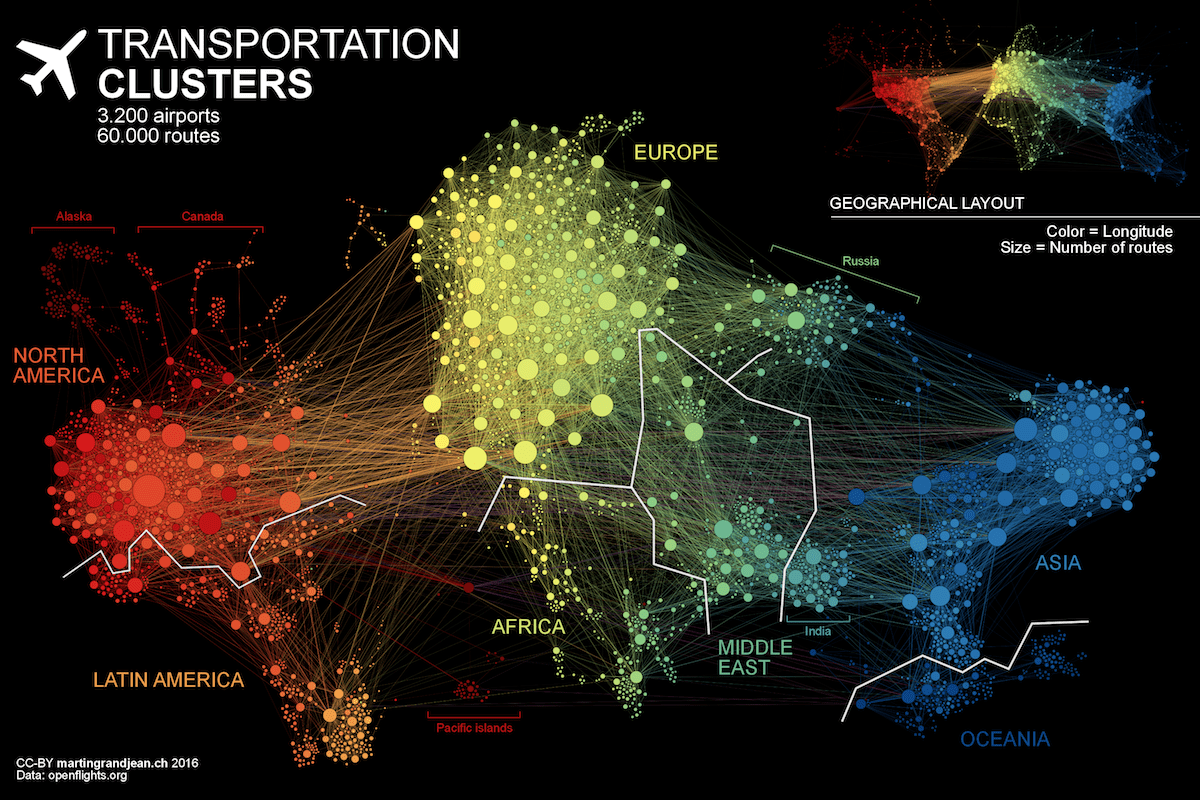 TRANSPORTATION
CLUSTERS
3.200 airports
60.000 routes
EUROPE
GEOGRAPHICAL LAYOUT
Color = Longitude
Size = Number of routes
Alaska
Canada
Russia
NORTH
AMERICA
ASIA
AFRICA
India
MIDDLE
EAST
LATIN AMERICA
Pacific islands
OCEANIA
CC-BY martingrandjean.ch 2016
Data: openflights.org